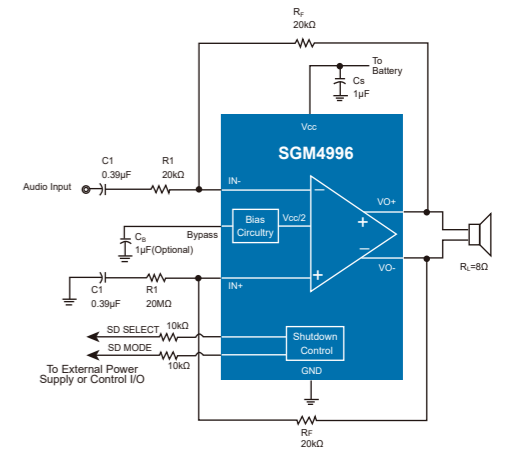 RF
20kΩ
To
Battery
Cs
1µF
Vcc
SGM4996
C1
0.39µF
R1
20kΩ
Audio Input
IN-
VO+
Bias
Circultry
Vcc/2
Bypass
CB
1µF(Optional)
IN+
VO-
RL=8Ω
C1
0.39µF
R1
20MΩ
SD SELECT
10kΩ
SD MODE
10kΩ
To External Power
Supply or Control I/O
Shutdown
Control
GND
RF
20kΩ